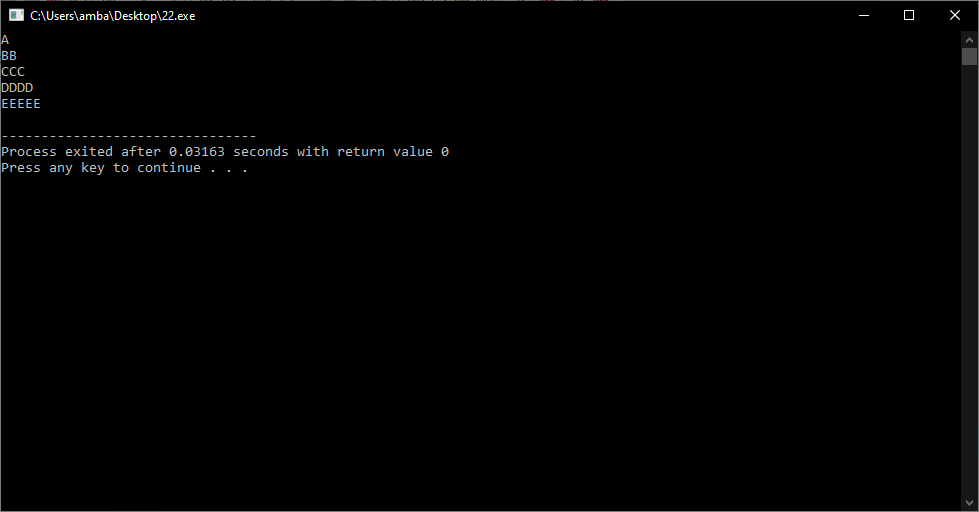 C:\Users\amba\Desktop\22.exe
A
BB
CCC
DDDD
EEEEE
--------------------------------
Process exited after 0.03163 seconds with return value 0
Press any key to continue . . .